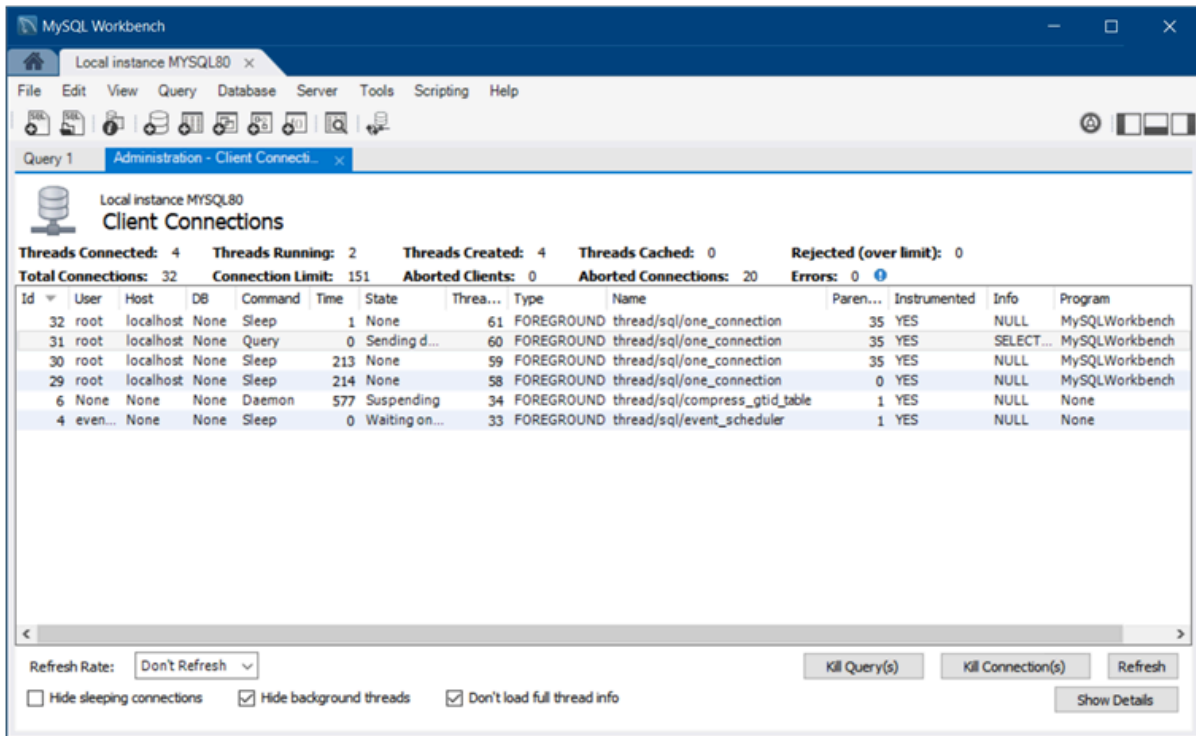 MySQL Workbench
Local instance MYSQL80 ×
File Edit View Query Database Server Tools Scripting Help
Query 1 Administration - Client Connecti... ×
Local instance MYSQL80
Client Connections
Threads Connected: 4 Threads Running: 2 Threads Created: 4 Threads Cached: 0 Rejected (over limit): 0
Total Connections: 32 Connection Limit: 151 Aborted Clients: 0 Aborted Connections: 20 Errors: 0
Id User Host DB Command Time State Threa... Type Name Paren... Instrumented Info Program
32 root localhost None Sleep 1 None 61 FOREGROUND thread/sql/one_connection 35 YES NULL MySQLWorkbench
31 root localhost None Query 0 Sending d... 60 FOREGROUND thread/sql/one_connection 35 YES SELECT... MySQLWorkbench
30 root localhost None Sleep 213 None 59 FOREGROUND thread/sql/one_connection 35 YES NULL MySQLWorkbench
29 root localhost None Sleep 214 None 58 FOREGROUND thread/sql/one_connection 0 YES NULL MySQLWorkbench
6 None None None Daemon 577 Suspending 34 FOREGROUND thread/sql/compress_gtid_table 1 YES NULL None
4 even... None None Sleep 0 Waiting on... 33 FOREGROUND thread/sql/event_scheduler 1 YES NULL None
Refresh Rate: Don't Refresh Kill Query(s) Kill Connection(s) Refresh
Hide sleeping connections Hide background threads Don't load full thread info Show Details